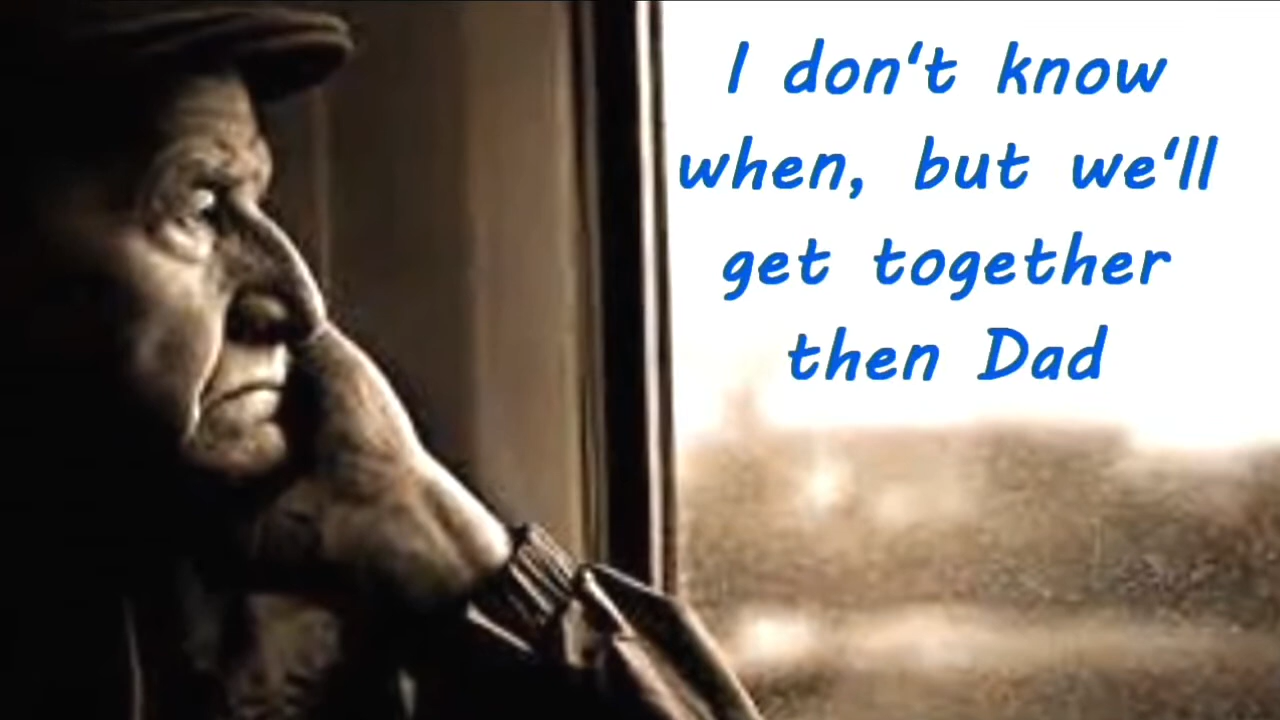 I don't know
when, but we'll
get together
then Dad